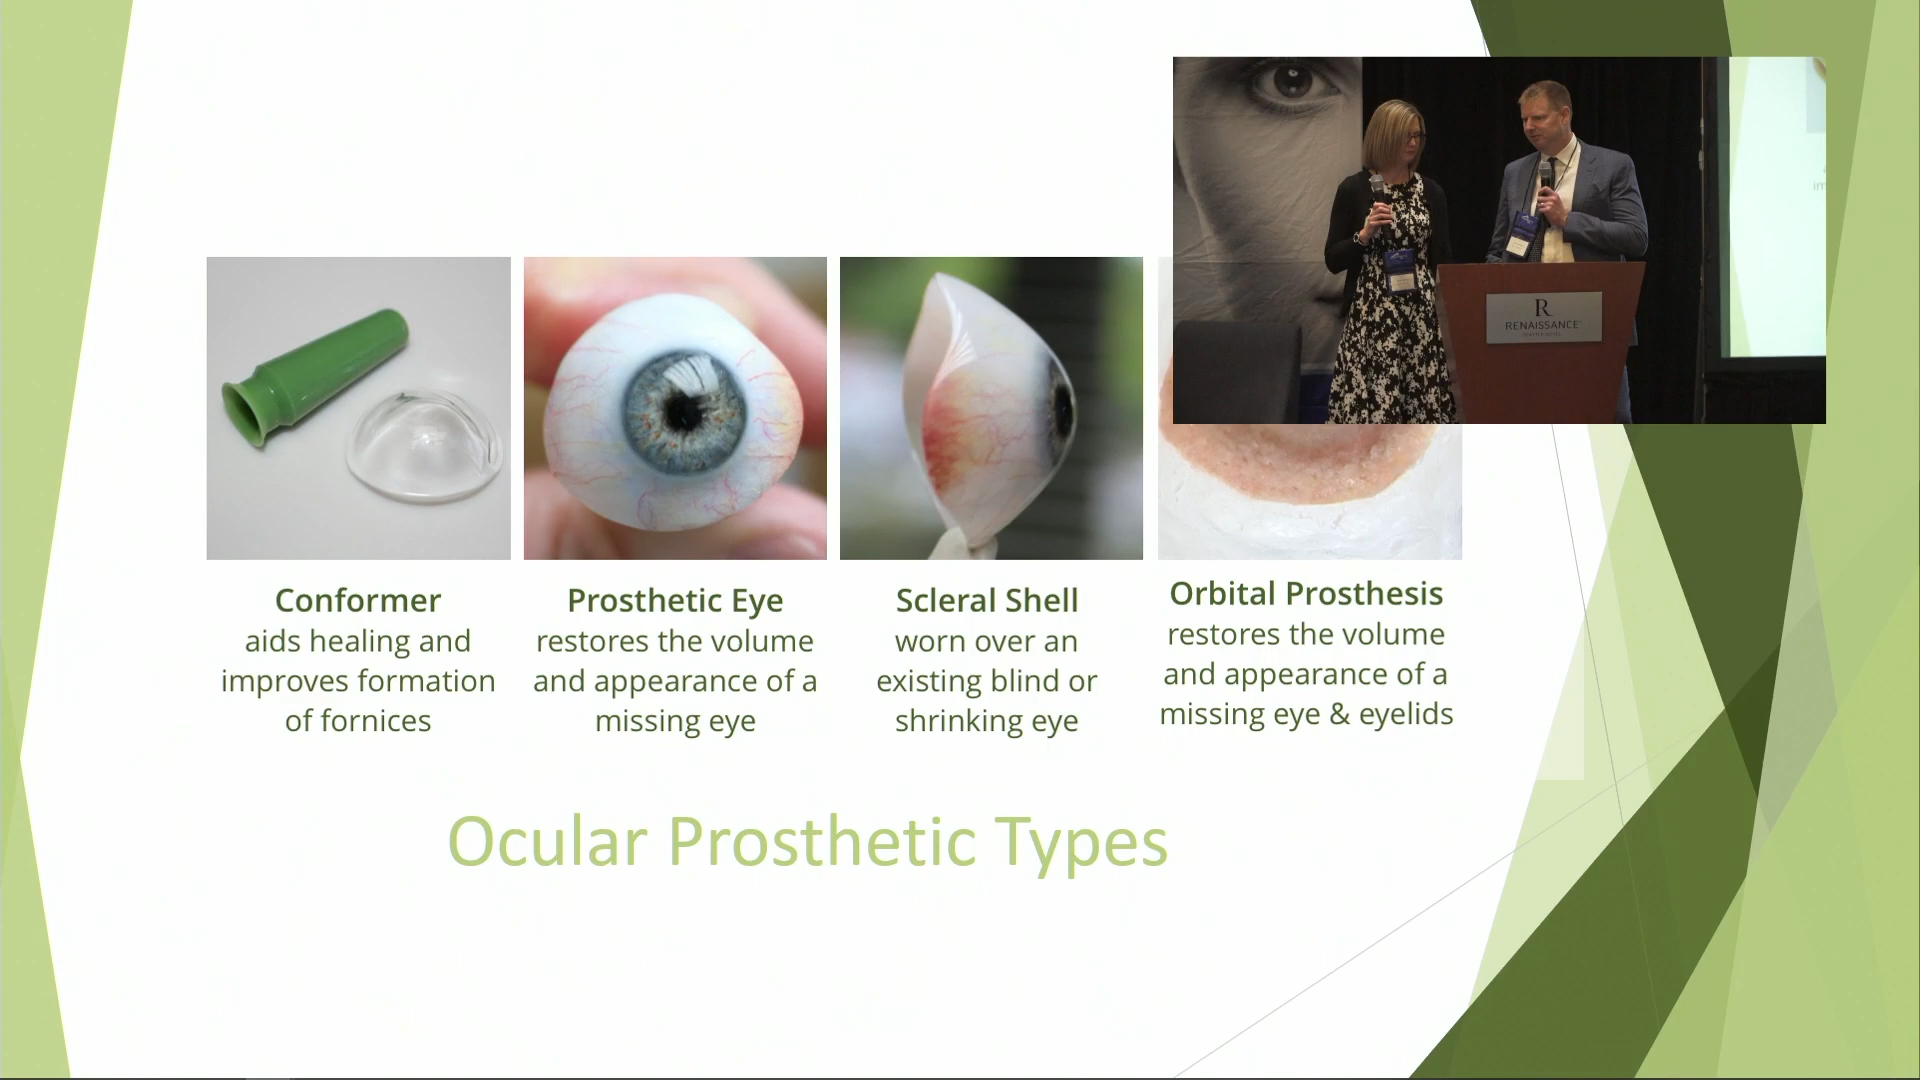 R
RENAISSANCE
Conformer
aids healing and
improves formation
of fornices
Prosthetic Eye
restores the volume
and appearance of a
missing eye
Scleral Shell
worn over an
existing blind or
shrinking eye
Orbital Prosthesis
restores the volume
and appearance of a
missing eye & eyelids
Ocular Prosthetic Types